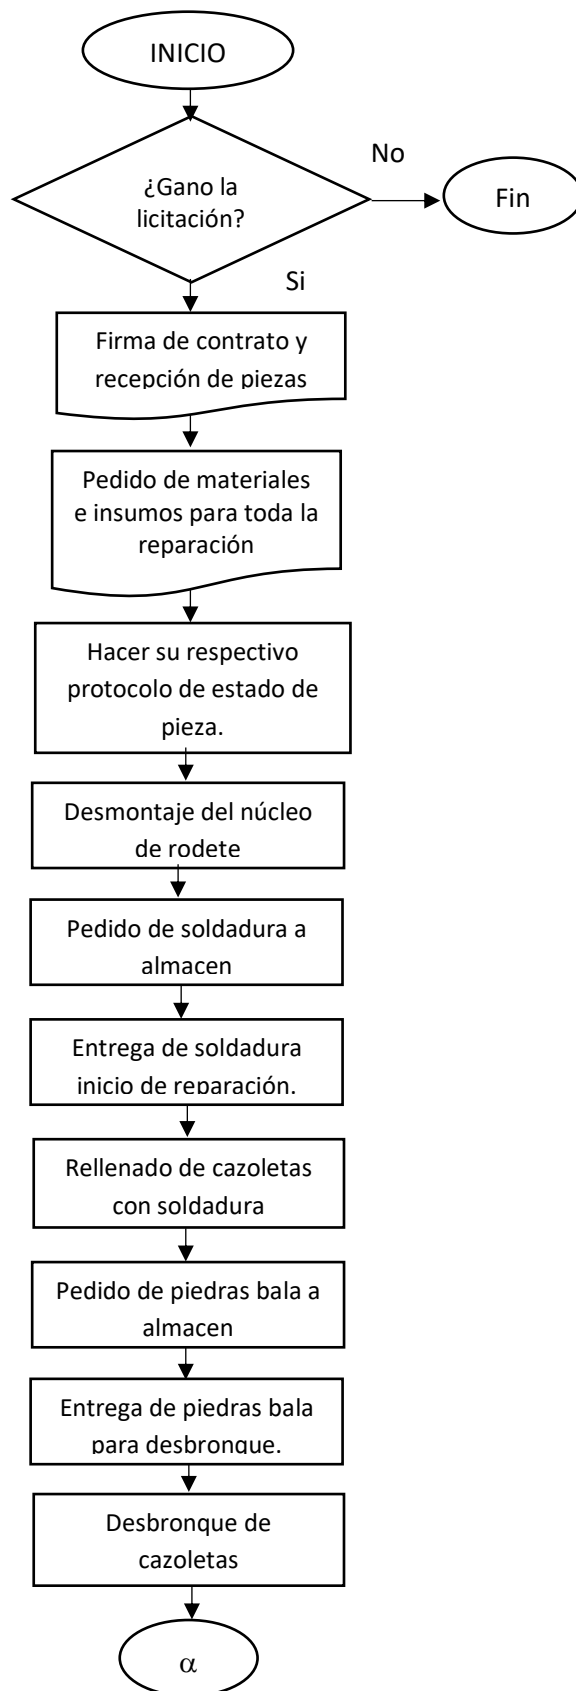 INICIO
¿Gano la
licitación?
No
Fin
Si
Firma de contrato y
recepción de piezas
Pedido de materiales
e insumos para toda la
reparación
Hacer su respectivo
protocolo de estado de
pieza.
Desmontaje del núcleo
de rodete
Pedido de soldadura a
almacen
Entrega de soldadura
inicio de reparación.
Rellenado de cazoletas
con soldadura
Pedido de piedras bala a
almacen
Entrega de piedras bala
para desbronque.
Desbronque de
cazoletas
α